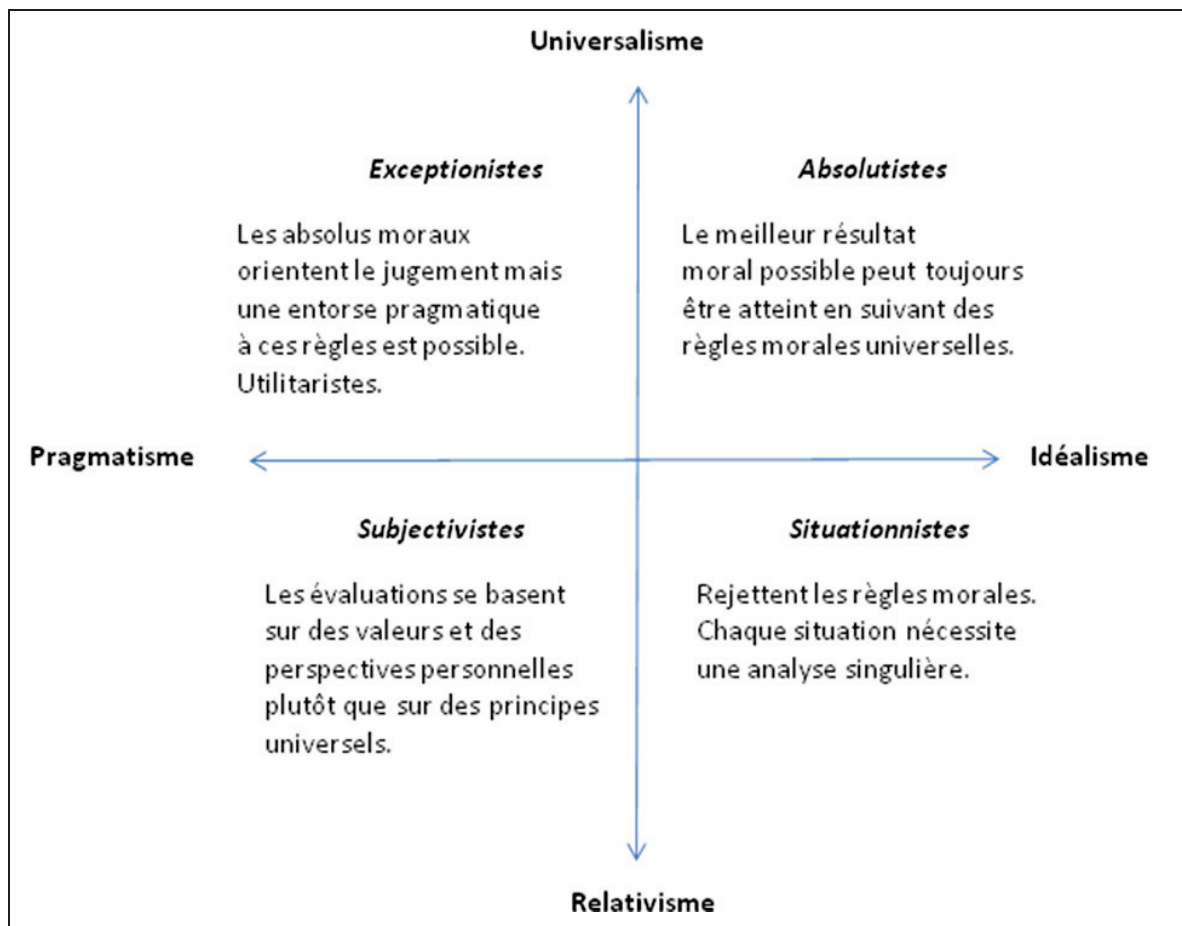 Universalisme
Exceptionistes
Les absolus moraux
orientent le jugement mais
une entorse pragmatique
à ces règles est possible.
Utilitaristes.
Absolutistes
Le meilleur résultat
moral possible peut toujours
être atteint en suivant des
règles morales universelles.
Pragmatisme
Idéalisme
Subjectivistes
Les évaluations se basent
sur des valeurs et des
perspectives personnelles
plutôt que sur des principes
universels.
Situationnistes
Rejettent les règles morales.
Chaque situation nécessite
une analyse singulière.
Relativisme